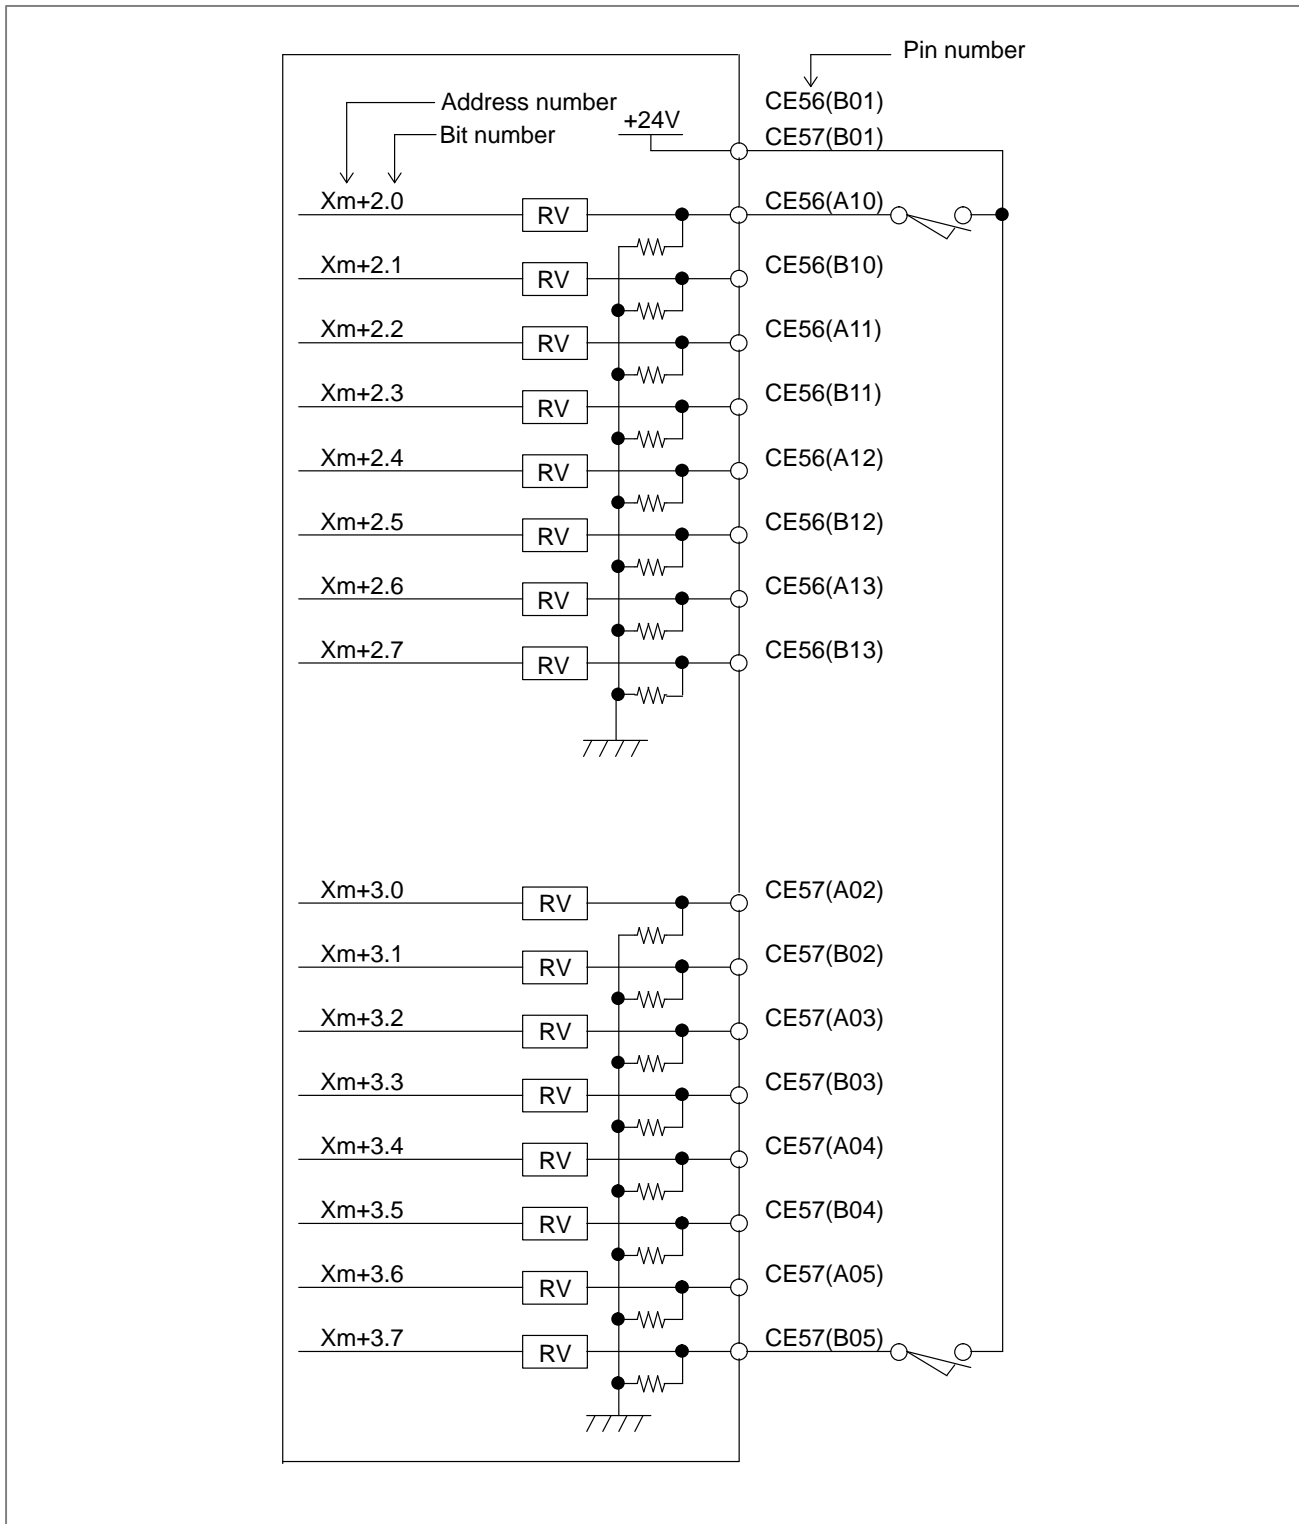 Pin number
CE56(B01)
Address number
+24V
CE57(B01)
Bit number
Xm+2.0
RV
CE56(A10)
Xm+2.1
RV
CE56(B10)
Xm+2.2
RV
CE56(A11)
Xm+2.3
RV
CE56(B11)
Xm+2.4
RV
CE56(A12)
Xm+2.5
RV
CE56(B12)
Xm+2.6
RV
CE56(A13)
Xm+2.7
RV
CE56(B13)
Xm+3.0
RV
CE57(A02)
Xm+3.1
RV
CE57(B02)
Xm+3.2
RV
CE57(A03)
Xm+3.3
RV
CE57(B03)
Xm+3.4
RV
CE57(A04)
Xm+3.5
RV
CE57(B04)
Xm+3.6
RV
CE57(A05)
Xm+3.7
RV
CE57(B05)